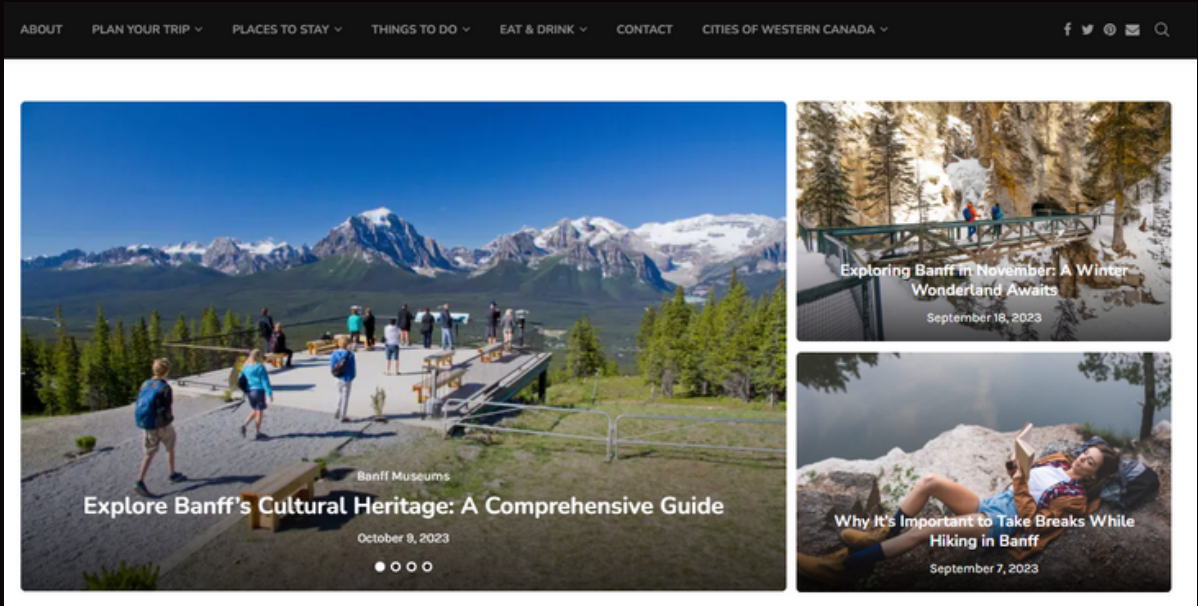 ABOUT PLAN YOUR TRIP PLACES TO STAY THINGS TO DO EAT & DRINK CONTACT CITIES OF WESTERN CANADA
Banff Museums
Explore Banff's Cultural Heritage: A Comprehensive Guide
October 9, 2023
Exploring Banff in November: A Winter
Wonderland Awaits
September 18, 2023
Why It's Important to Take Breaks While
Hiking in Banff
September 7, 2023